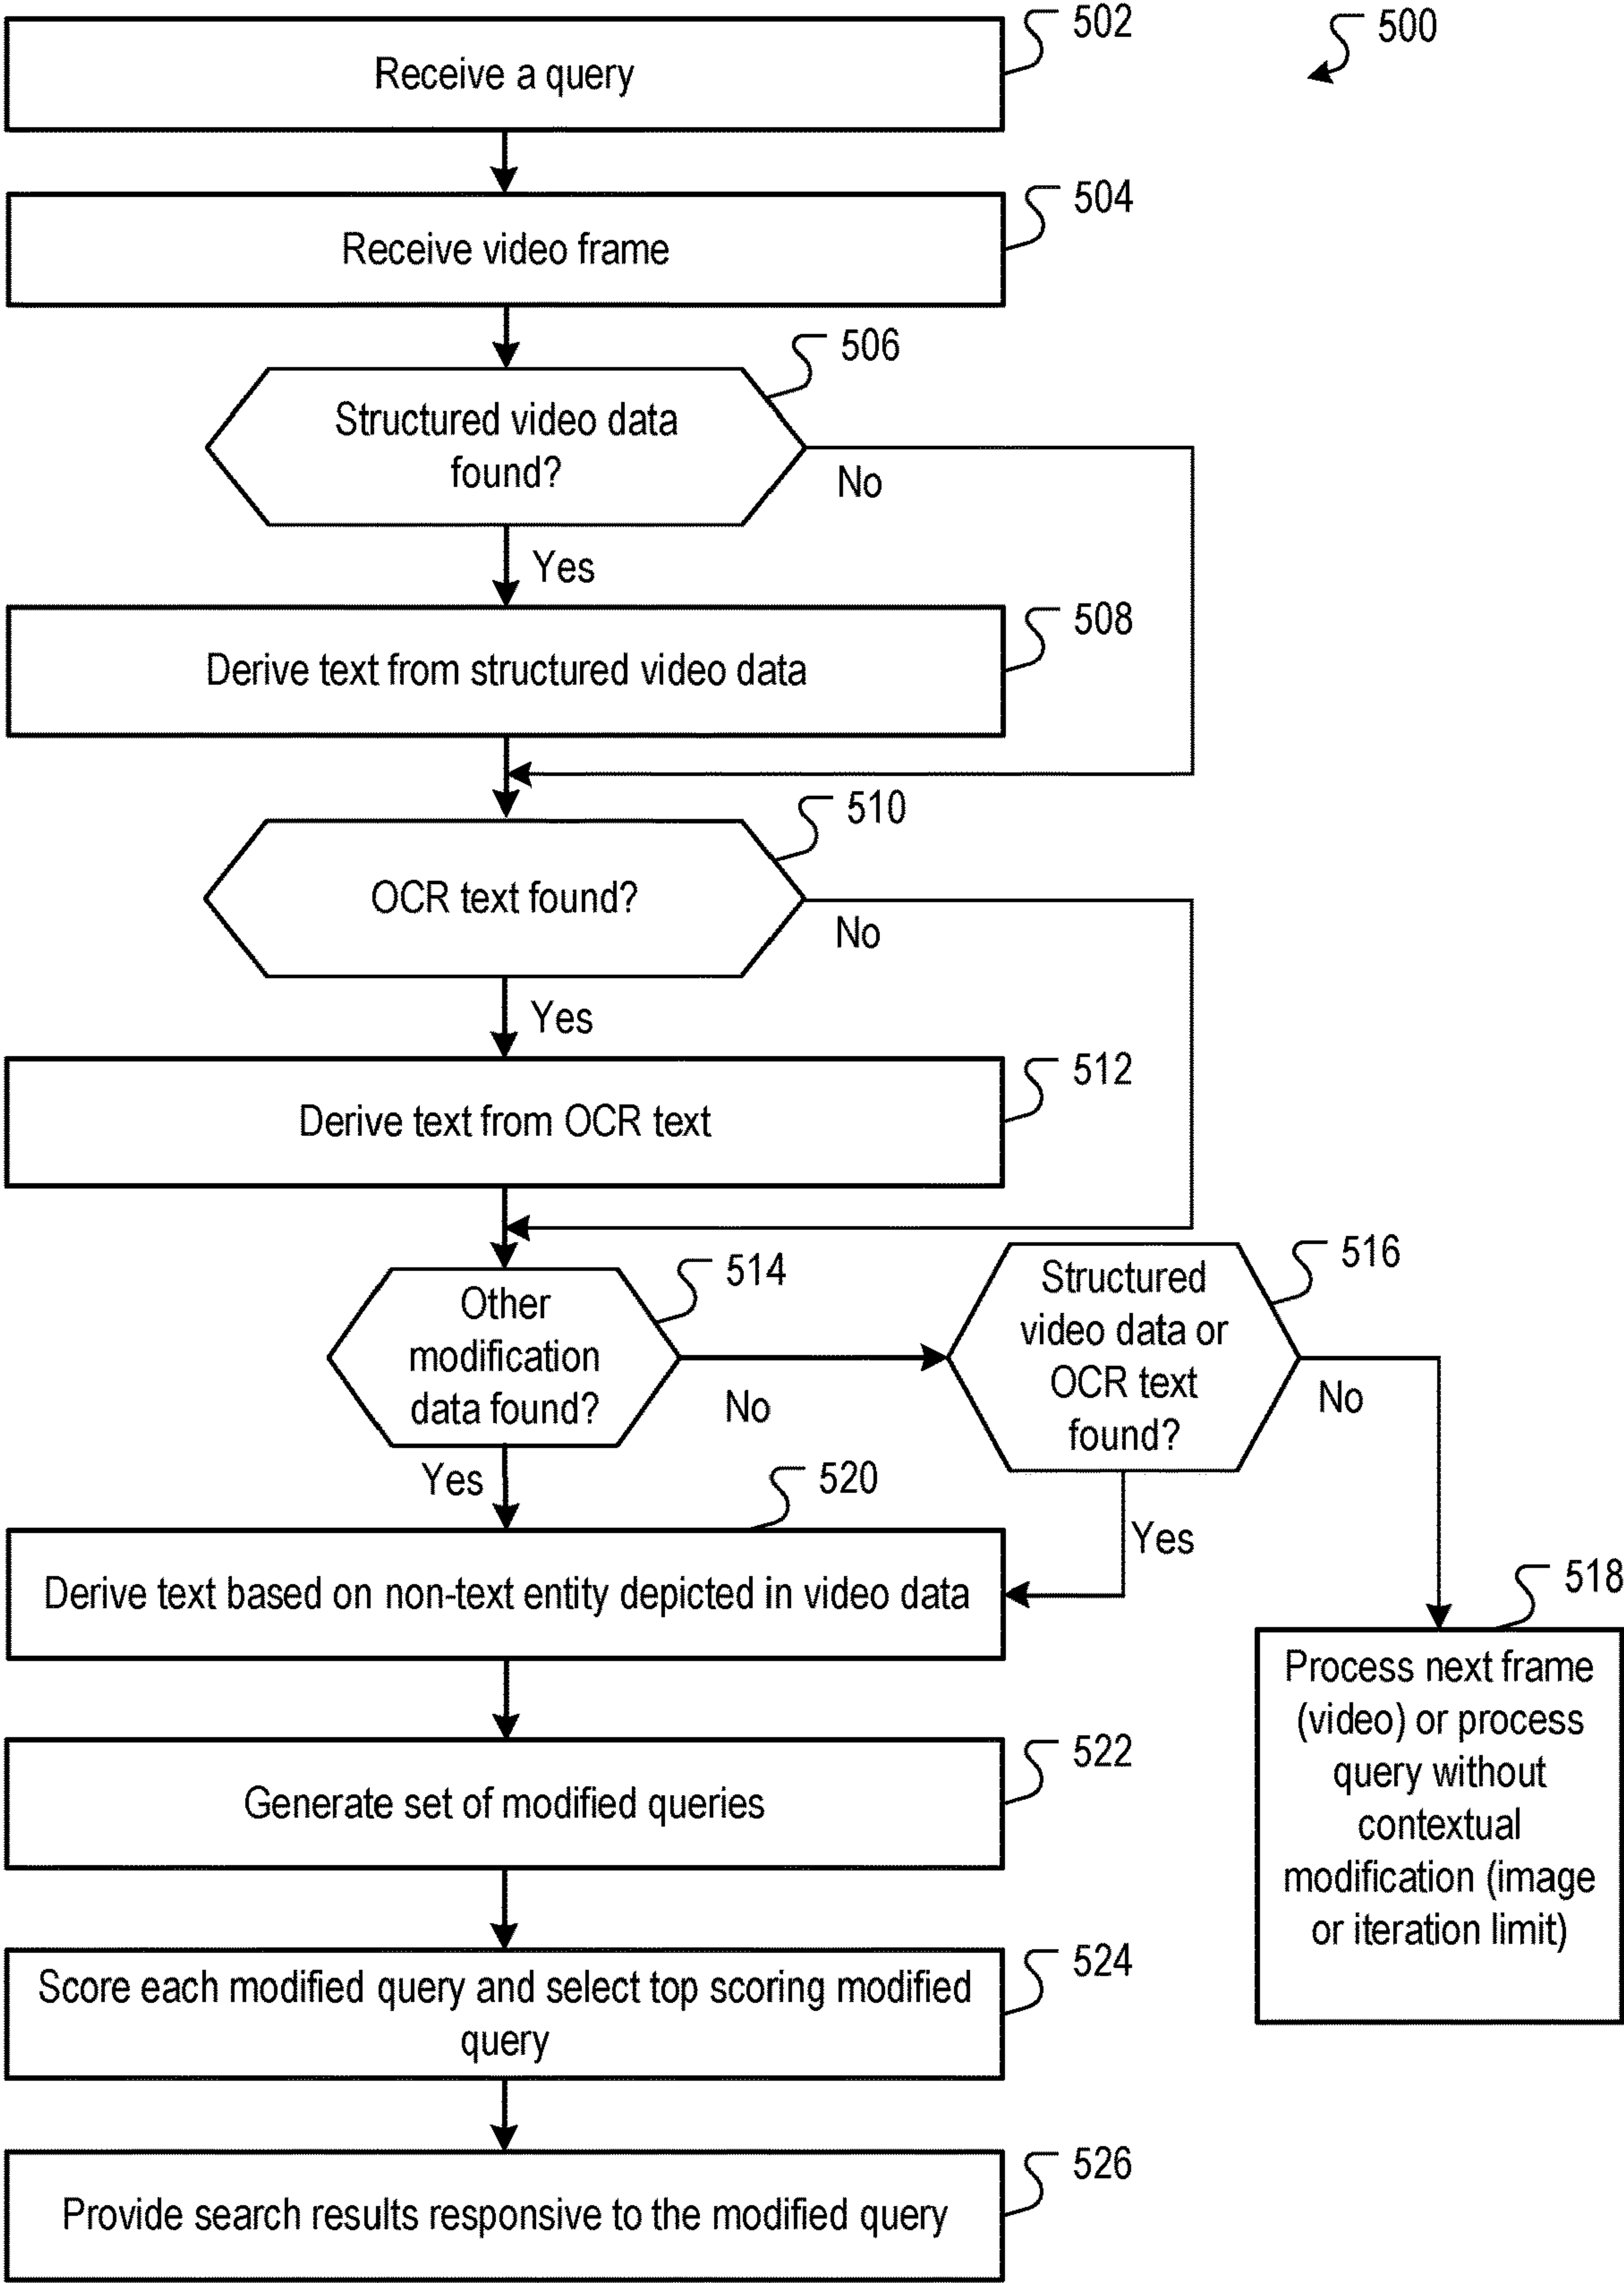 502
500
Receive a query
504
Receive video frame
506
Structured video data
found?
No
Yes
508
Derive text from structured video data
510
OCR text found?
No
Yes
512
Derive text from OCR text
514
516
Other
modification
data found?
No
Structured
video data or
OCR text
found?
No
Yes
520
Yes
518
Derive text based on non-text entity depicted in video data
Process next frame
(video) or process
query without
contextual
modification (image
or iteration limit)
522
Generate set of modified queries
524
Score each modified query and select top scoring modified
query
526
Provide search results responsive to the modified query